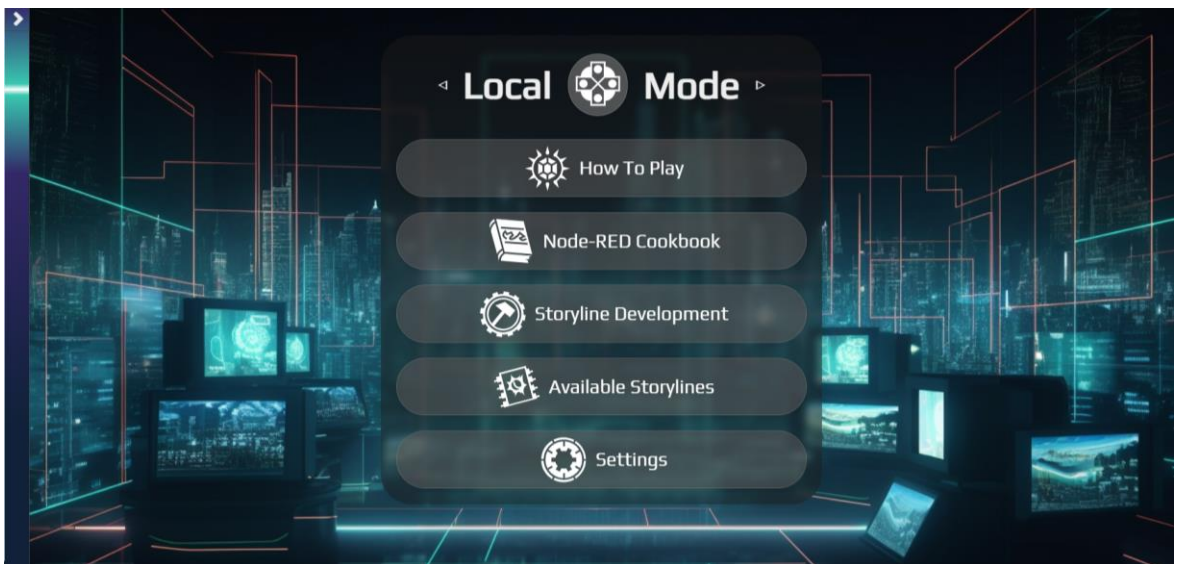 Local Mode
How To Play
Node-RED Cookbook
Storyline Development
Available Storylines
Settings